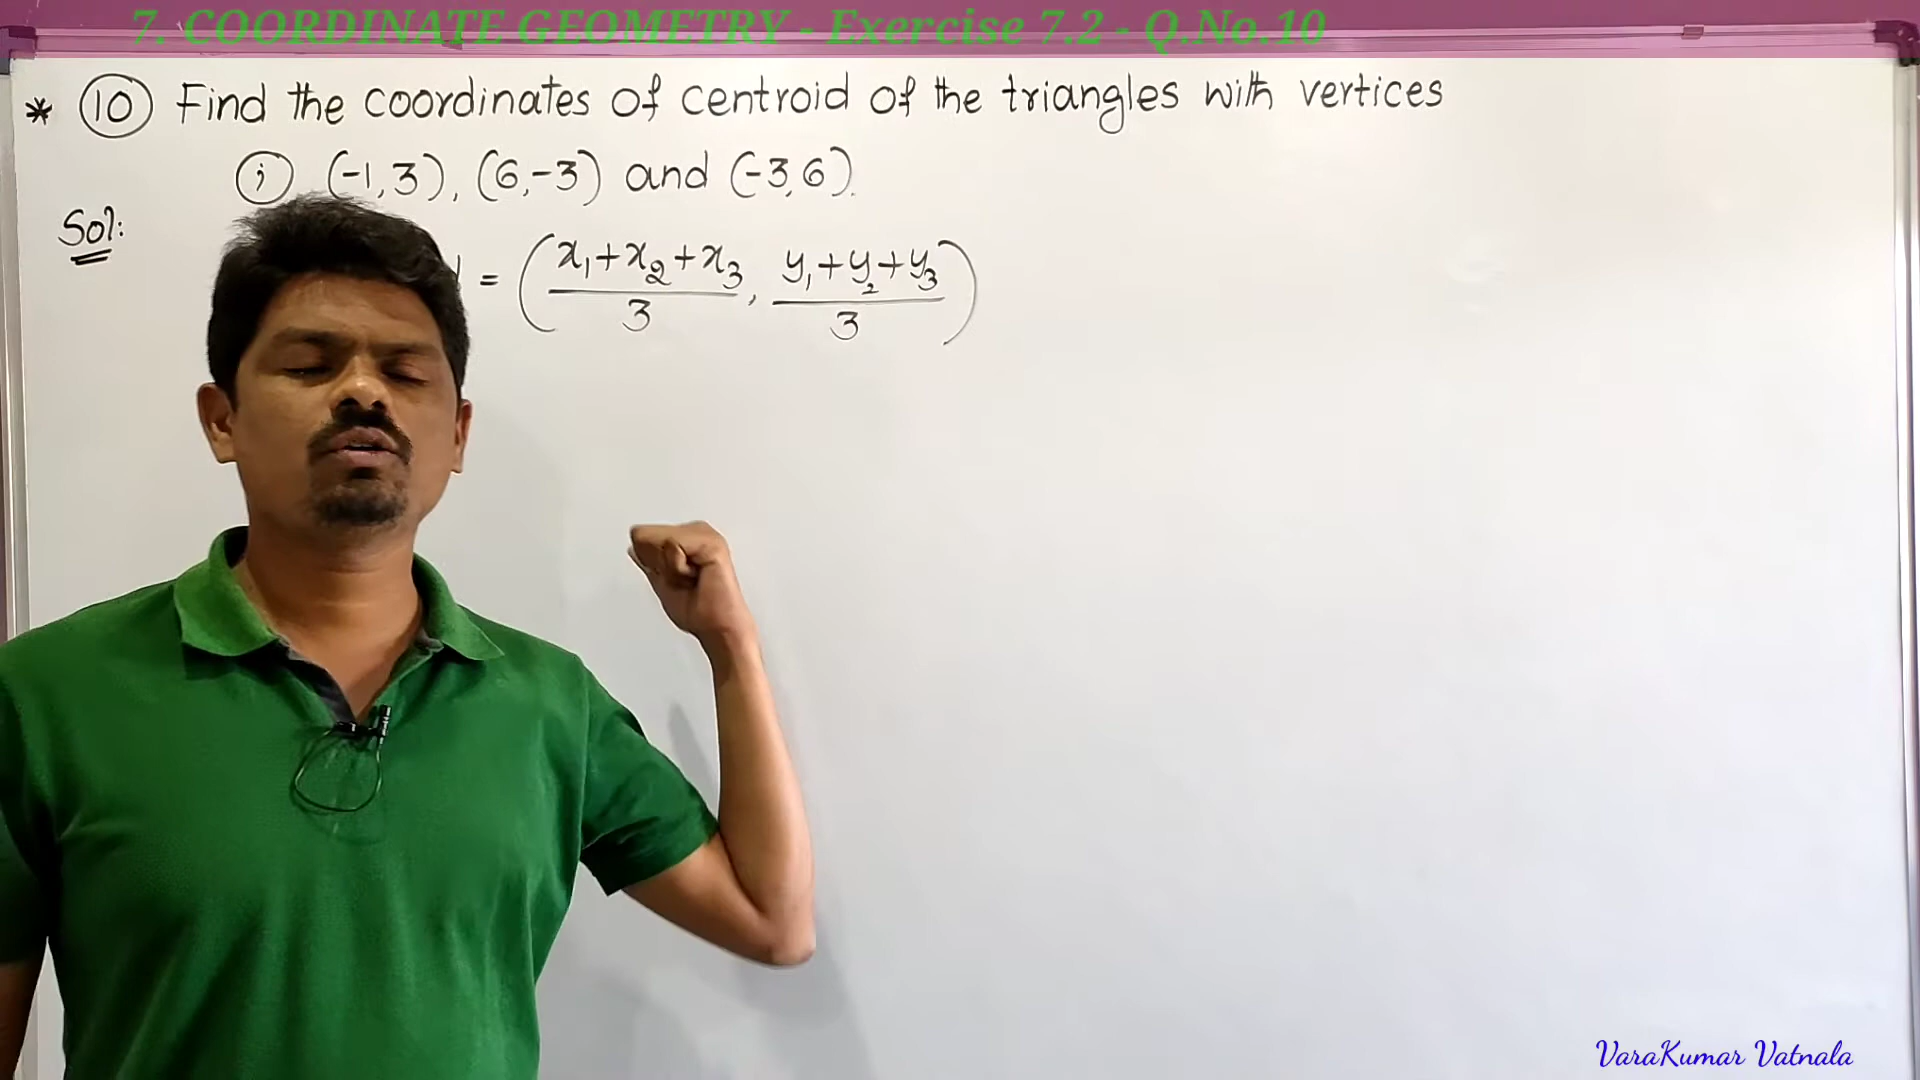 7. COORDINATE GEOMETRY - Exercise 7.2 - Q.No.10
* 10 Find the coordinates of centroid of the triangles with vertices
i (-1,3), (6,-3) and (-3,6).
Sol:
= (x₁+x₂+x₃/3, y₁+y₂+y₃/3)
VaraKumar Vatnala